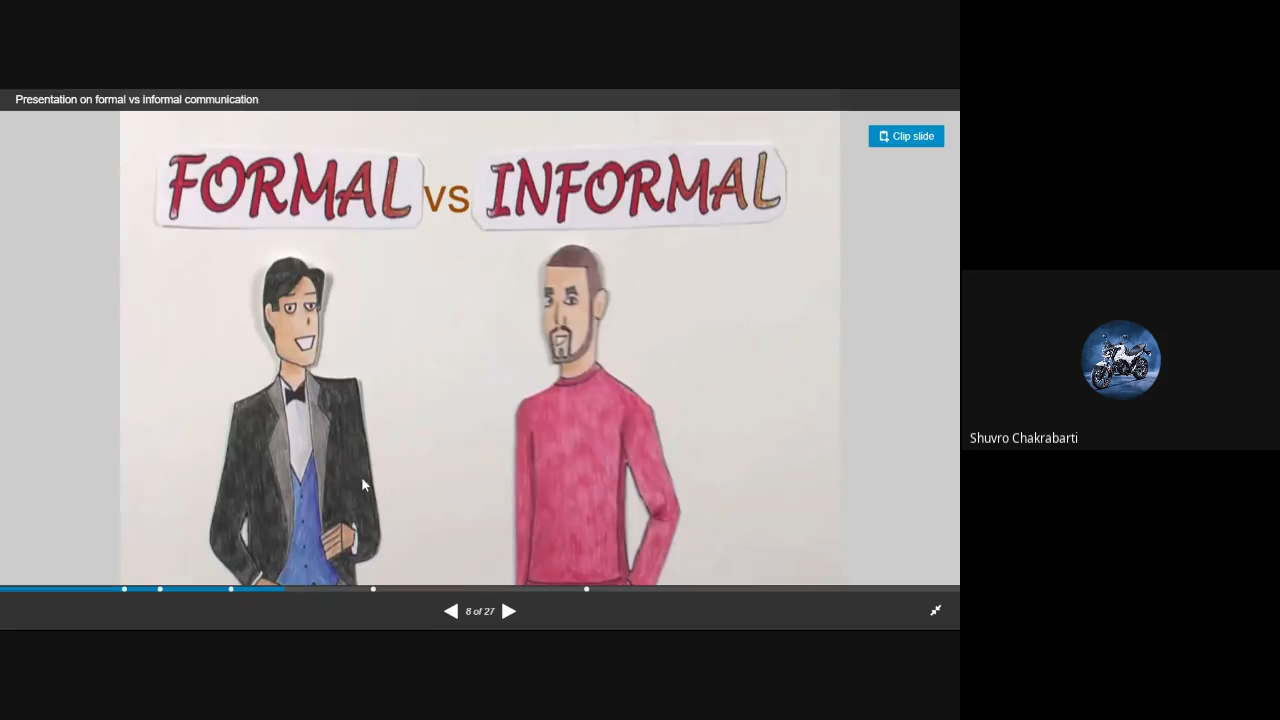 Presentation on formal vs informal communication
Clip slide
FORMAL vs INFORMAL
Shuvro Chakrabarti
8 of 27